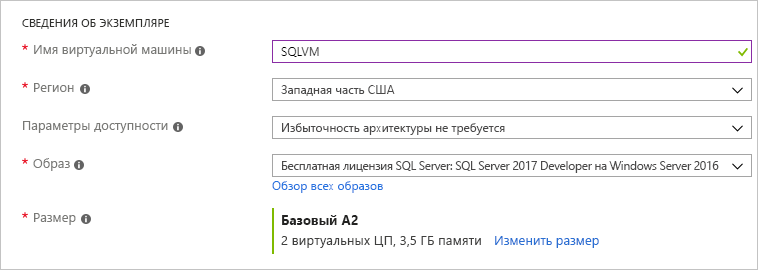 СВЕДЕНИЯ ОБ ЭКЗЕМПЛЯРЕ
* Имя виртуальной машины SQLVM
* Регион Западная часть США
Параметры доступности Избыточность архитектуры не требуется
* Образ Бесплатная лицензия SQL Server: SQL Server 2017 Developer на Windows Server 2016
Обзор всех образов
* Размер Базовый A2
2 виртуальных ЦП, 3,5 ГБ памяти Изменить размер